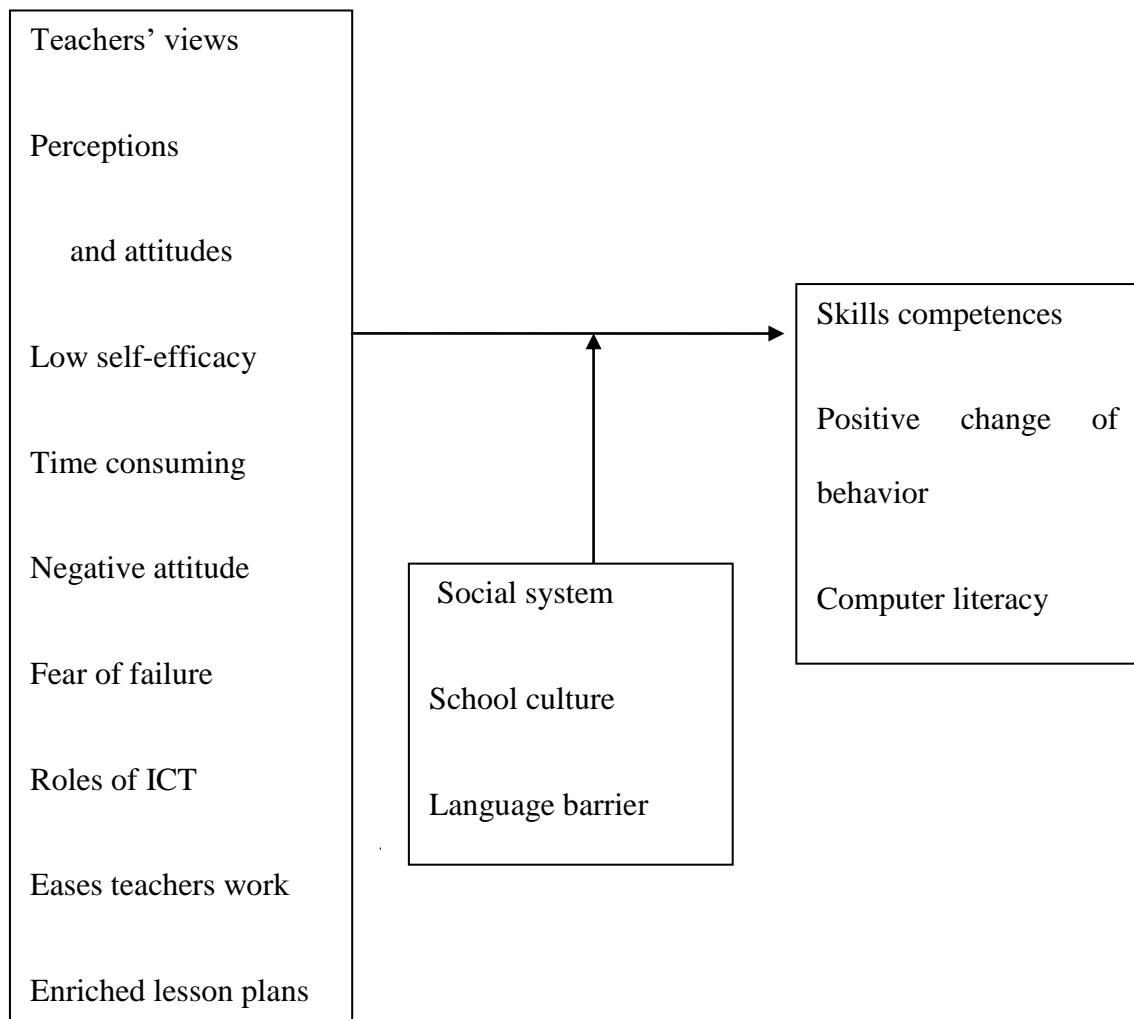 Teachers’ views
Perceptions
and attitudes
Low self-efficacy
Time consuming
Negative attitude
Fear of failure
Roles of ICT
Eases teachers work
Enriched lesson plans
Social system
School culture
Language barrier
Skills competences
Positive change of
behavior
Computer literacy